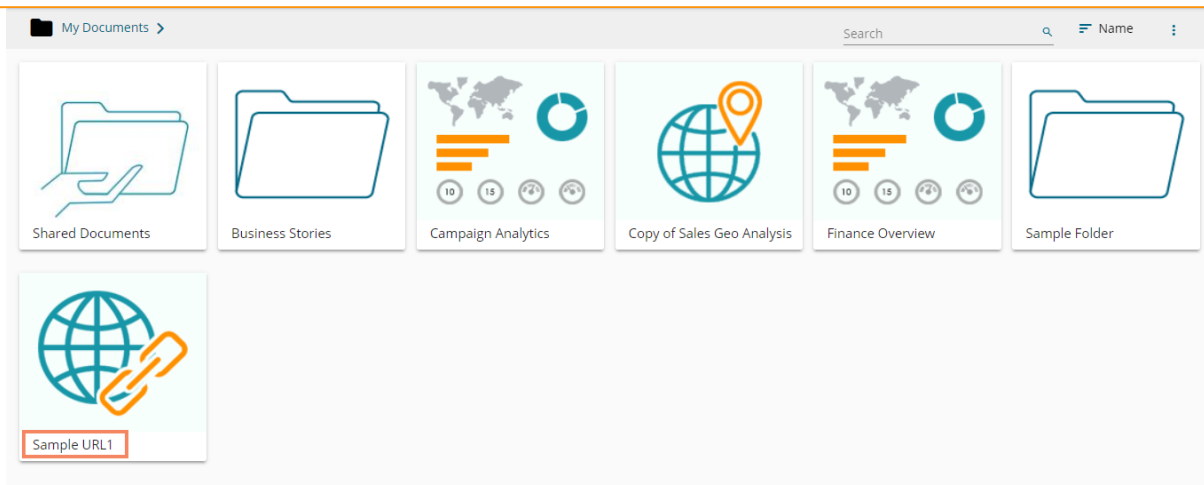 My Documents
Search
Name
10 15
10 15
Shared Documents
Business Stories
Campaign Analytics
Copy of Sales Geo Analysis
Finance Overview
Sample Folder
Sample URL1